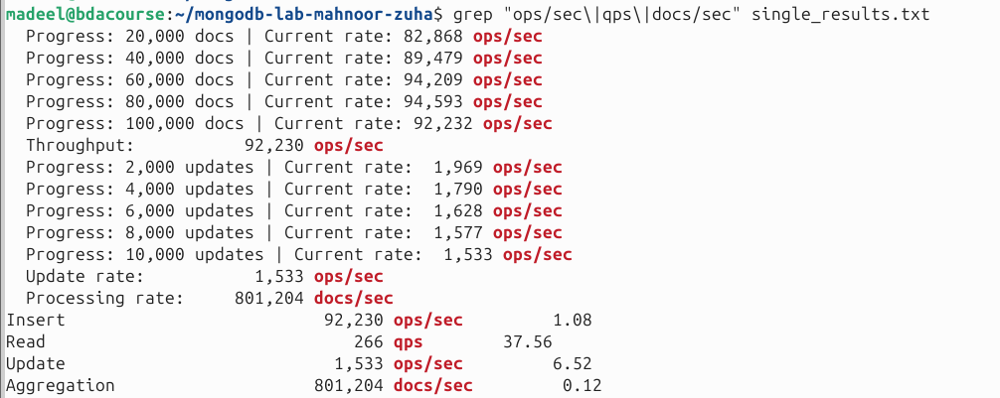 madeel@bdacourse:~/mongodb-lab-mahnoor-zuha$ grep "ops/sec\|qps\|docs/sec" single_results.txt
  Progress: 20,000 docs | Current rate: 82,868 ops/sec
  Progress: 40,000 docs | Current rate: 89,479 ops/sec
  Progress: 60,000 docs | Current rate: 94,209 ops/sec
  Progress: 80,000 docs | Current rate: 94,593 ops/sec
  Progress: 100,000 docs | Current rate: 92,232 ops/sec
  Throughput:           92,230 ops/sec
  Progress: 2,000 updates | Current rate:  1,969 ops/sec
  Progress: 4,000 updates | Current rate:  1,790 ops/sec
  Progress: 6,000 updates | Current rate:  1,628 ops/sec
  Progress: 8,000 updates | Current rate:  1,577 ops/sec
  Progress: 10,000 updates | Current rate:  1,533 ops/sec
  Update rate:           1,533 ops/sec
  Processing rate:     801,204 docs/sec
Insert                          92,230 ops/sec         1.08
Read                               266 qps        37.56
Update                           1,533 ops/sec         6.52
Aggregation                    801,204 docs/sec         0.12